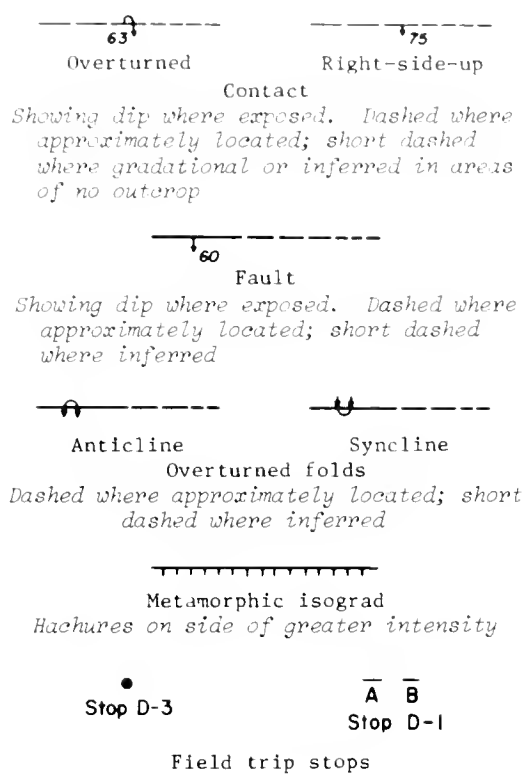 63 75
Overturned Right-side-up
Contact
Showing dip where exposed. Dashed where
approximately located; short dashed
where gradational or inferred in areas
of no outcrop
60
Fault
Showing dip where exposed. Dashed where
approximately located; short dashed
where inferred
Anticline Syncline
Overturned folds
Dashed where approximately located; short
dashed where inferred
Metamorphic isograd
Hachures on side of greater intensity
A B
Stop D-3 Stop D-1
Field trip stops